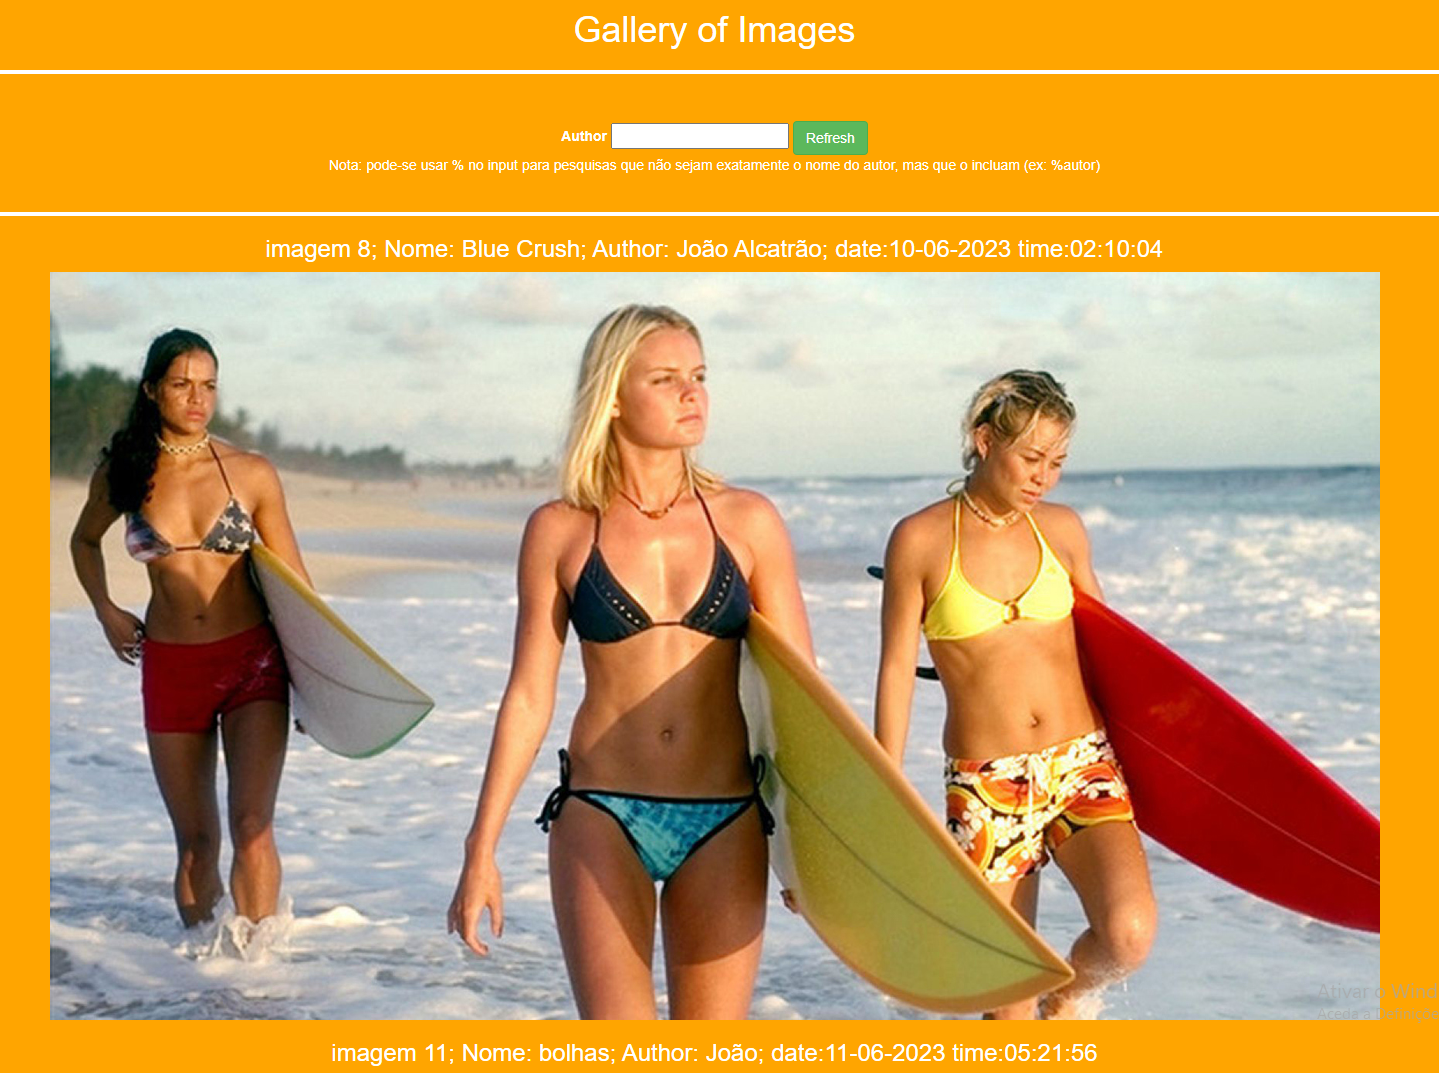 Gallery of Images
Author Refresh
Nota: pode-se usar % no input para pesquisas que não sejam exatamente o nome do autor, mas que o incluam (ex: %autor)
imagem 8; Nome: Blue Crush; Author: João Alcatrão; date:10-06-2023 time:02:10:04
Ativar o Wind
Aceda a Definiçõe
imagem 11; Nome: bolhas; Author: João; date:11-06-2023 time:05:21:56